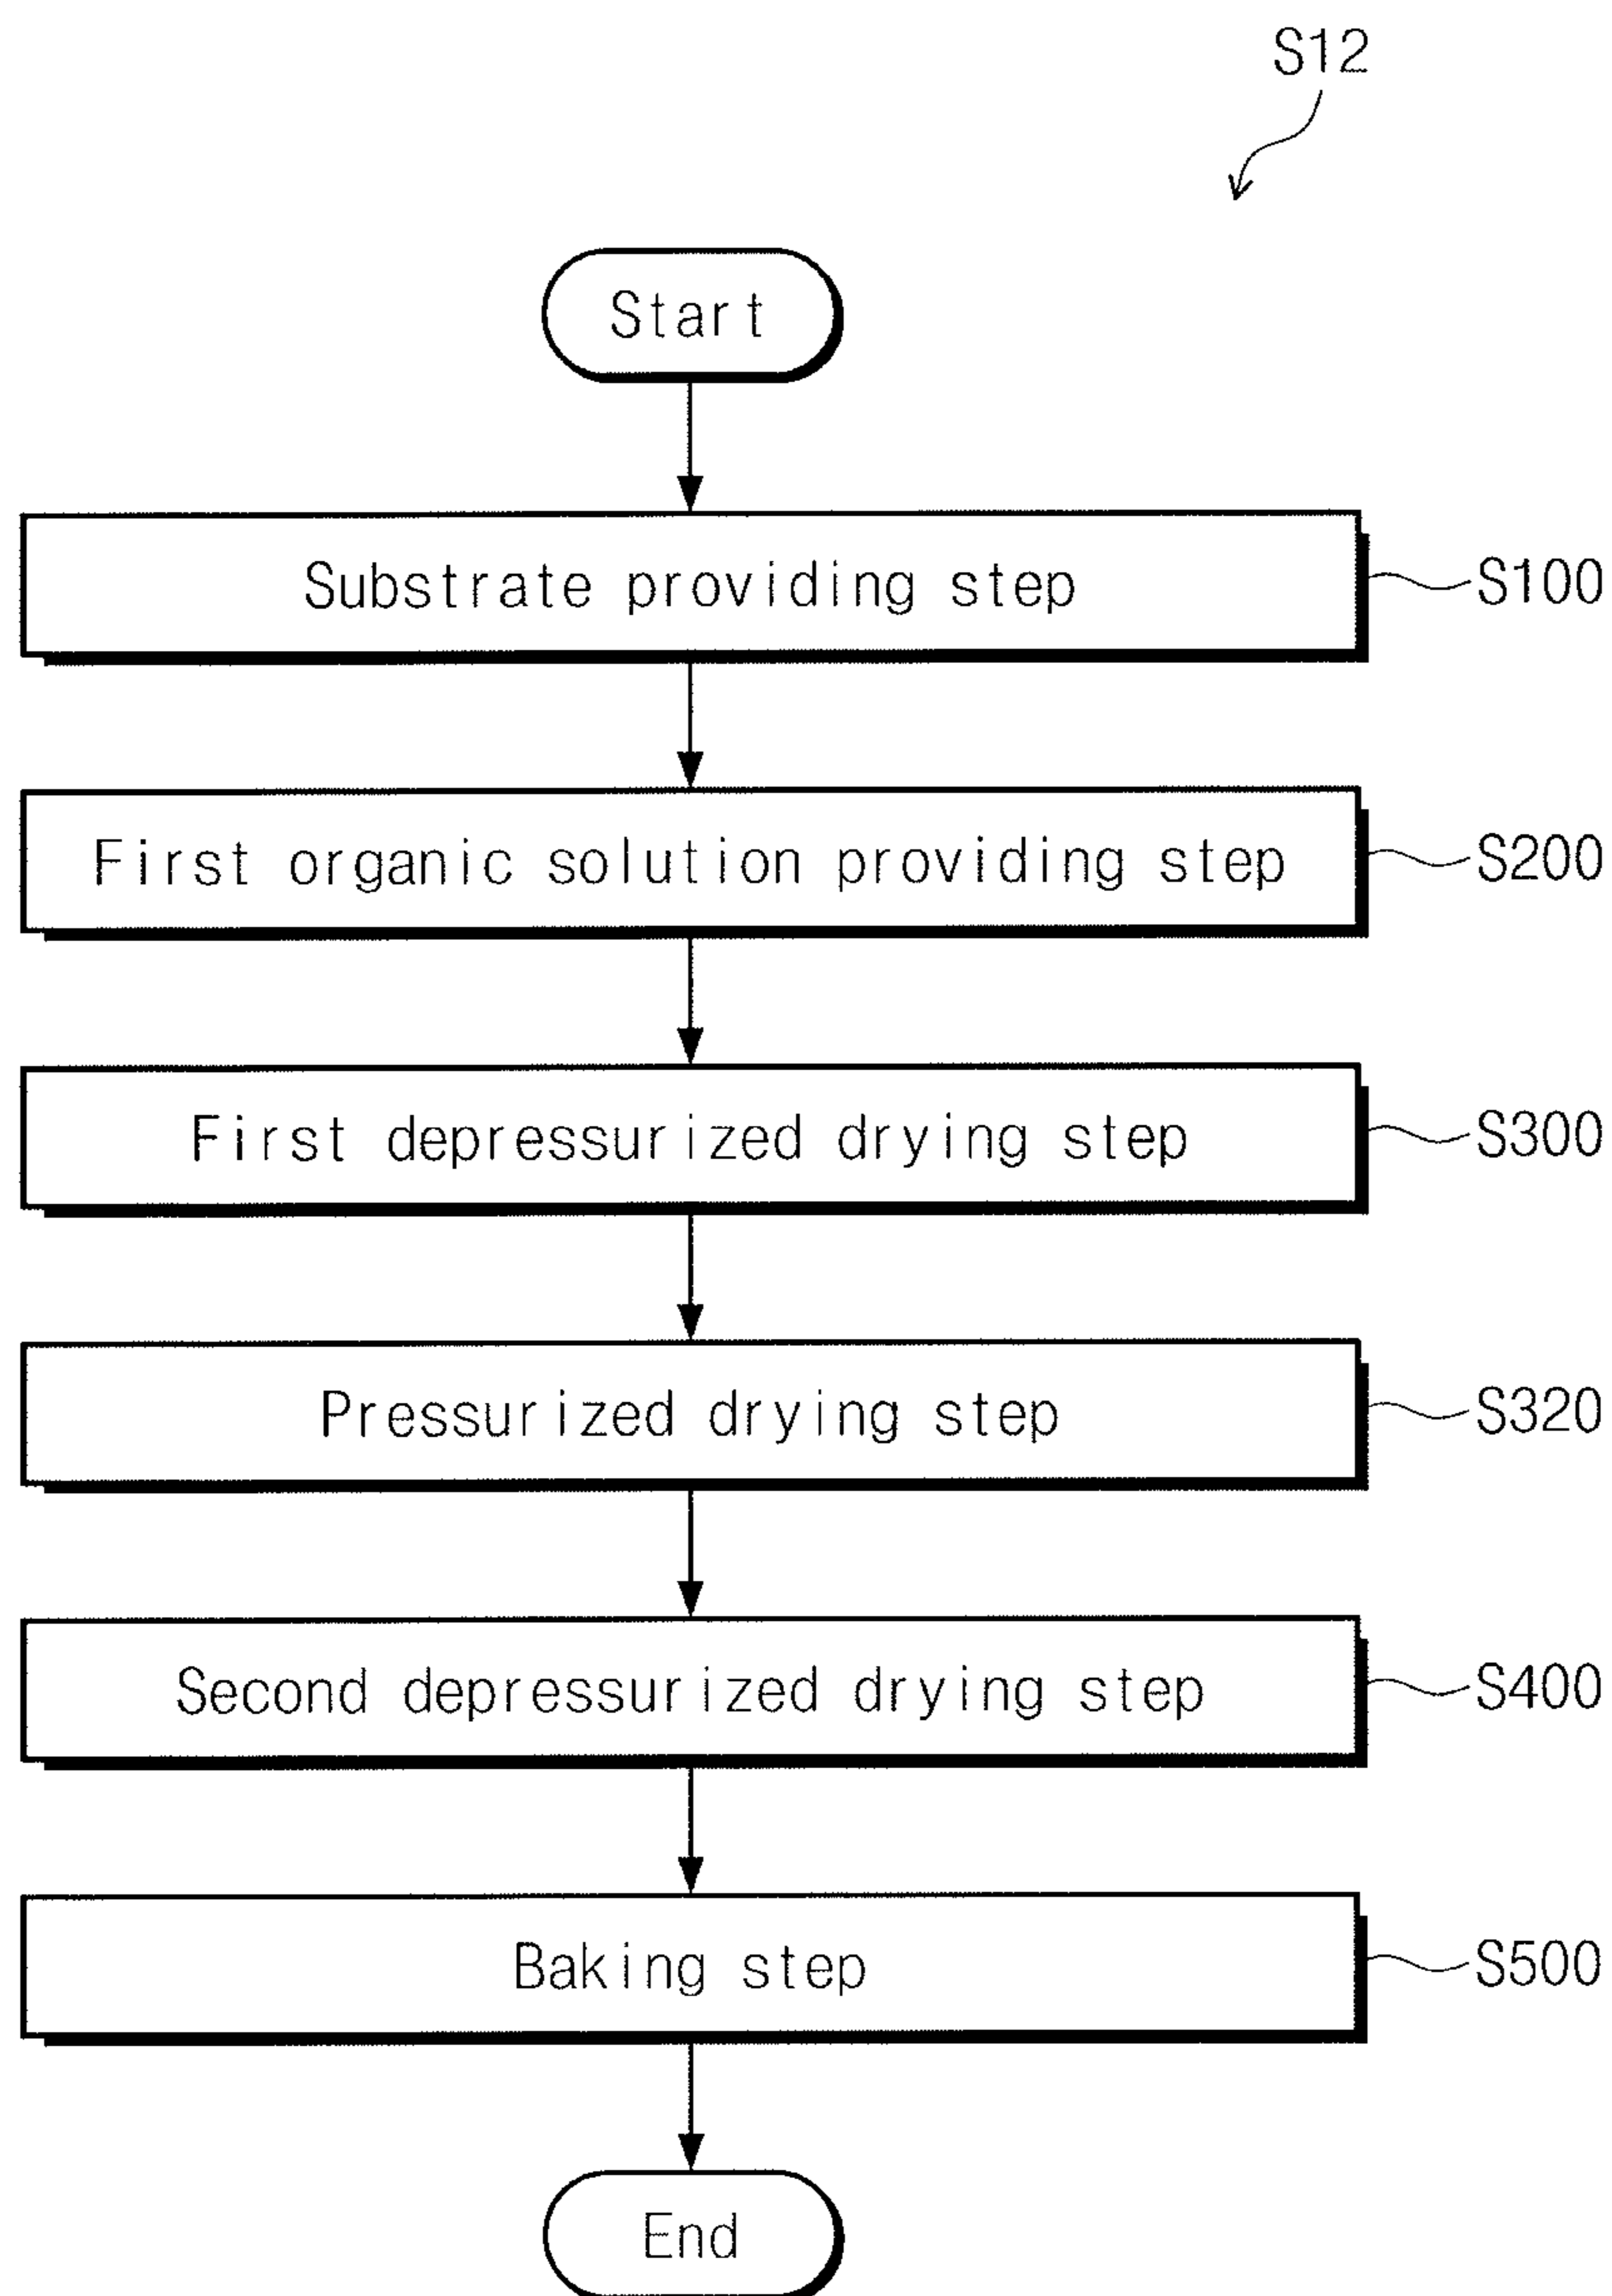 S12
Start
Substrate providing step
S100
First organic solution providing step
S200
First depressurized drying step
S300
Pressurized drying step
S320
Second depressurized drying step
S400
Baking step
S500
End